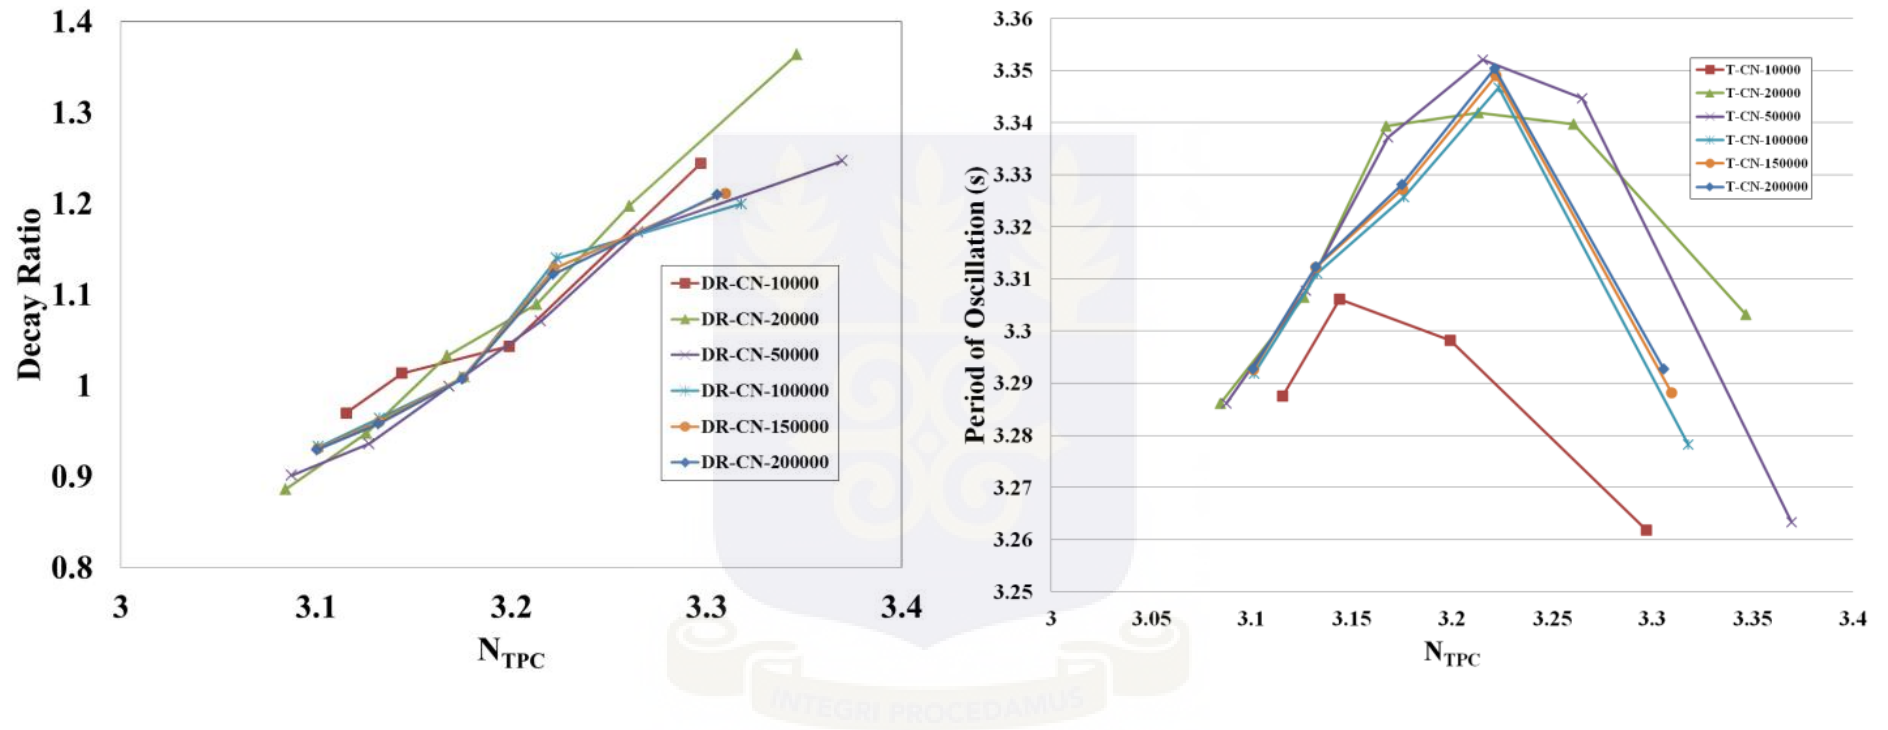 1.4
1.3
1.2
1.1
1
0.9
0.8
Decay Ratio
3 3.1 3.2 3.3 3.4
N_TPC
DR-CN-10000
DR-CN-20000
DR-CN-50000
DR-CN-100000
DR-CN-150000
DR-CN-200000
3.36
3.35
3.34
3.33
3.32
3.31
3.3
3.29
3.28
3.27
3.26
3.25
Period of Oscillation (s)
3 3.05 3.1 3.15 3.2 3.25 3.3 3.35 3.4
N_TPC
T-CN-10000
T-CN-20000
T-CN-50000
T-CN-100000
T-CN-150000
T-CN-200000
INTEGRI PROCEDAMUS